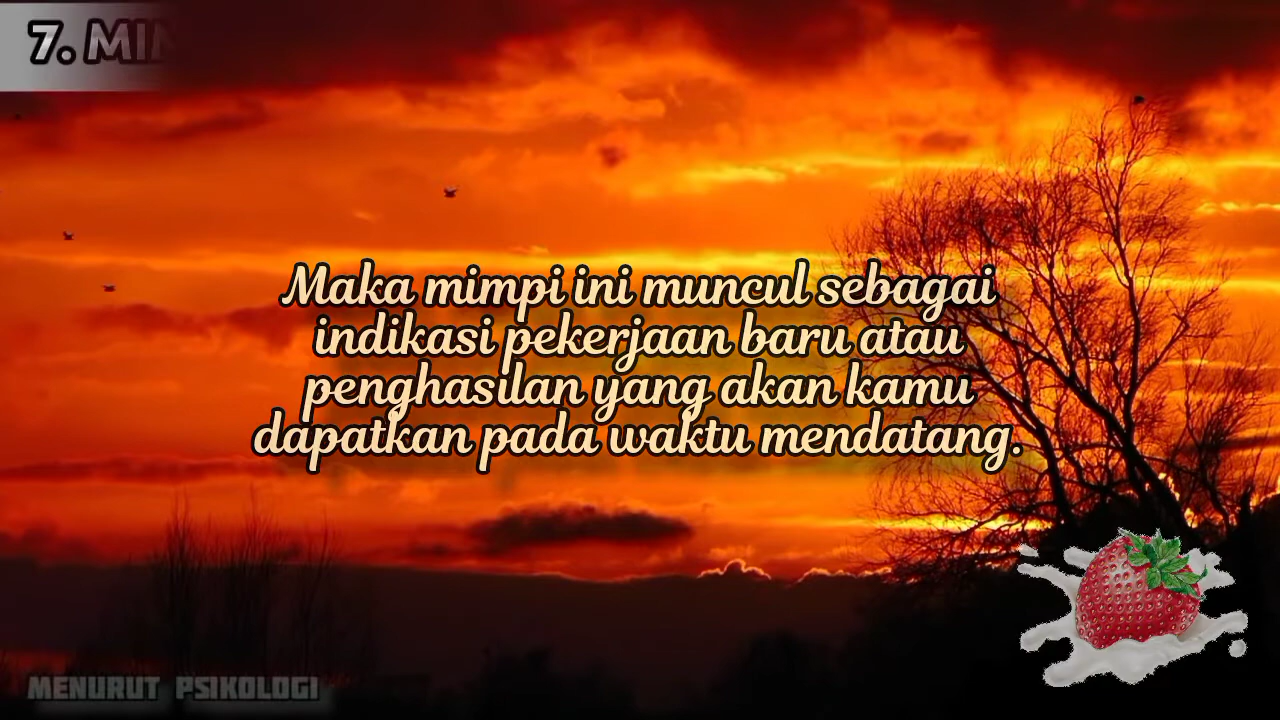 7. MIM
Maka mimpi ini muncul sebagai
indikasi pekerjaan baru atau
penghasilan yang akan kamu
dapatkan pada waktu mendatang.
MENURUT PSIKOLOGI